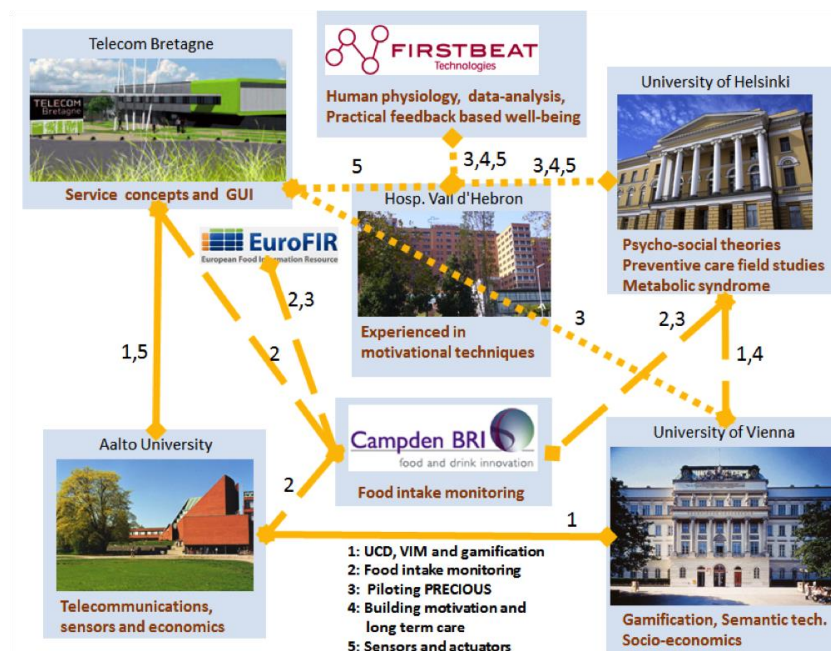 Telecom Bretagne
TELECOM
Bretagne
Service concepts and GUI
FIRSTBEAT
Technologies
Human physiology, data-analysis,
Practical feedback based well-being
University of Helsinki
Psycho-social theories
Preventive care field studies
Metabolic syndrome
5
3,4,5
3,4,5
Hosp. Vall d'Hebron
Experienced in
motivational techniques
EuroFIR
European Food Information Resource
2,3
1,5
2
3
2,3
1,4
Campden BRI
food and drink innovation
Food intake monitoring
Aalto University
Telecommunications,
sensors and economics
2
1
University of Vienna
Gamification, Semantic tech.
Socio-economics
1: UCD, VIM and gamification
2: Food intake monitoring
3: Piloting PRECIOUS
4: Building motivation and
long term care
5: Sensors and actuators